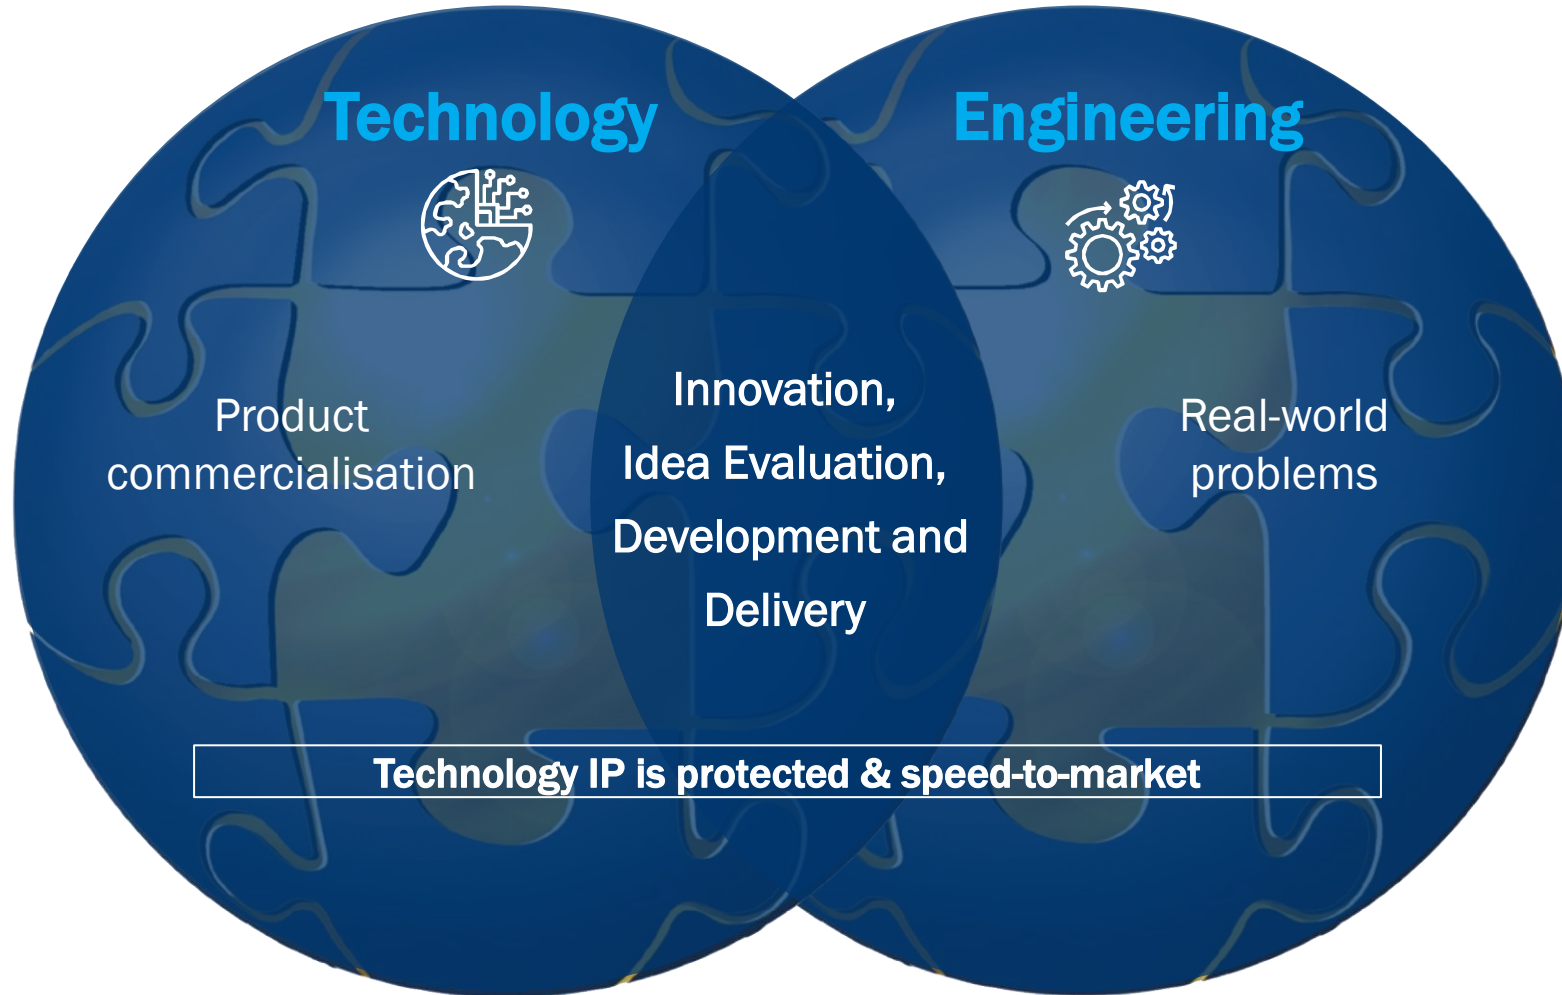 Technology
Engineering
Product
commercialisation
Innovation,
Idea Evaluation,
Development and
Delivery
Real-world
problems
Technology IP is protected & speed-to-market